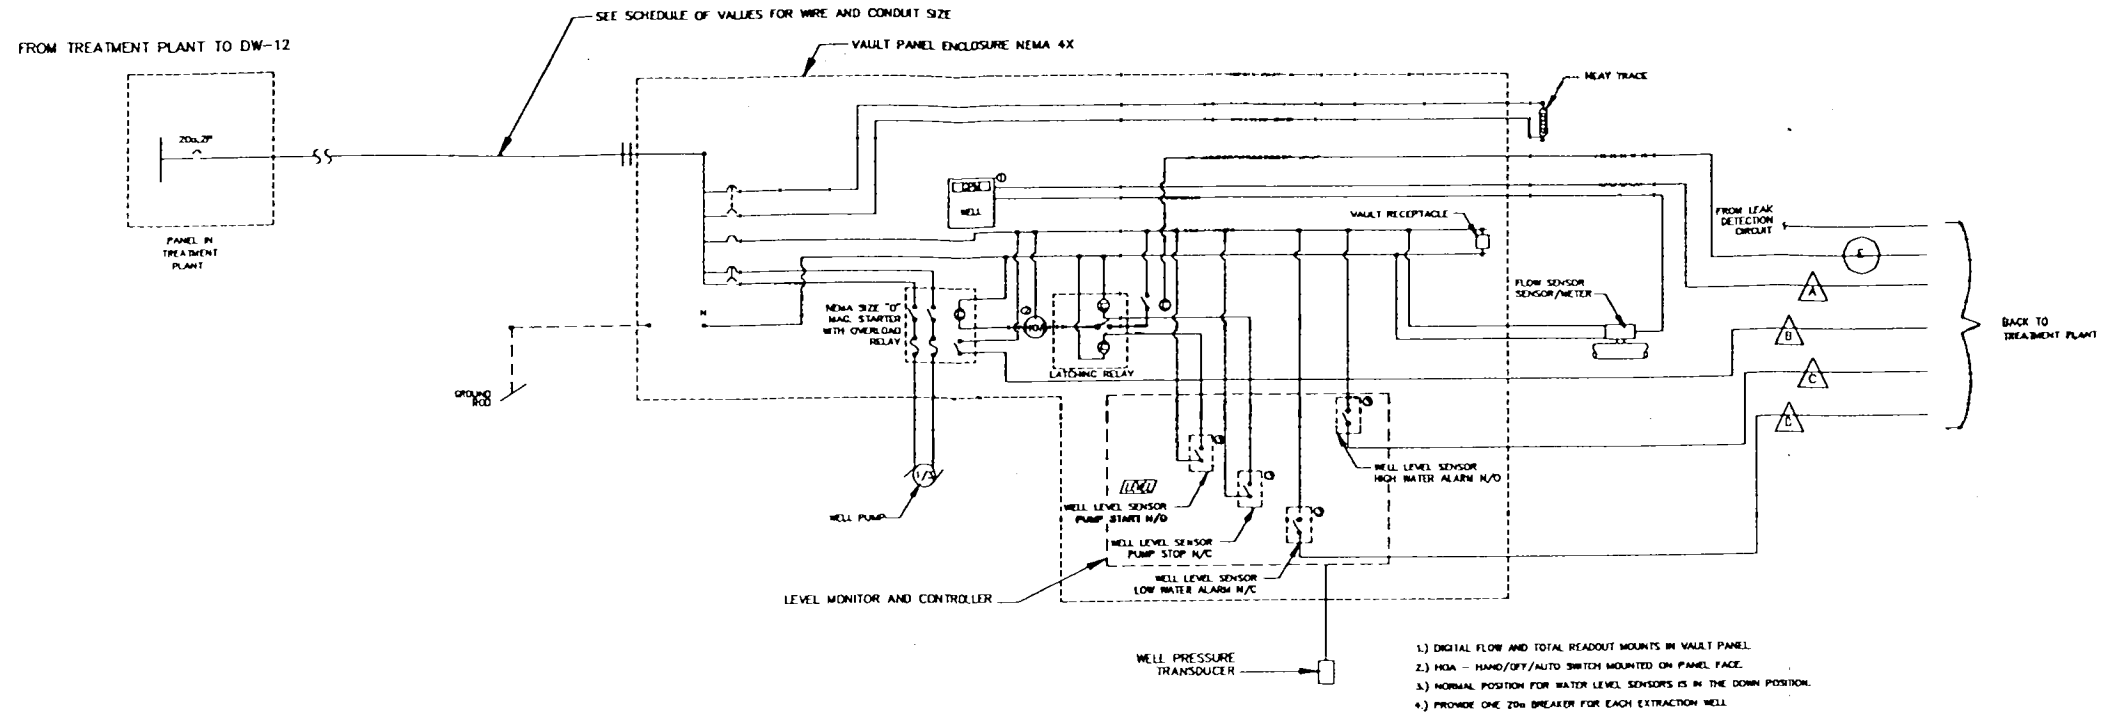 SEE SCHEDULE OF VALUES FOR WIRE AND CONDUIT SIZE
FROM TREATMENT PLANT TO DW-12
VAULT PANEL ENCLOSURE NEMA 4X
HEAT TRACE
20a,2P
PANEL IN
TREATMENT
PLANT
GPM
1
WELL
VAULT RECEPTACLE
FROM LEAK
DETECTION
CIRCUIT
E
FLOW SENSOR
SENSOR/METER
A
B
C
BACK TO
TREATMENT PLANT
N
NEMA SIZE "0"
MAG. STARTER
WITH OVERLOAD
RELAY
2
HOA
LATCHING RELAY
GROUND
ROD
WELL PUMP
WELL LEVEL SENSOR
HIGH WATER ALARM N/O
WELL LEVEL SENSOR
PUMP START N/O
WELL LEVEL SENSOR
PUMP STOP N/C
WELL LEVEL SENSOR
LOW WATER ALARM N/C
LEVEL MONITOR AND CONTROLLER
WELL PRESSURE
TRANSDUCER
1.) DIGITAL FLOW AND TOTAL READOUT MOUNTS IN VAULT PANEL
2.) HOA - HAND/OFF/AUTO SWITCH MOUNTED ON PANEL FACE.
3.) NORMAL POSITION FOR WATER LEVEL SENSORS IS IN THE DOWN POSITION.
4.) PROVIDE ONE 20a BREAKER FOR EACH EXTRACTION WELL